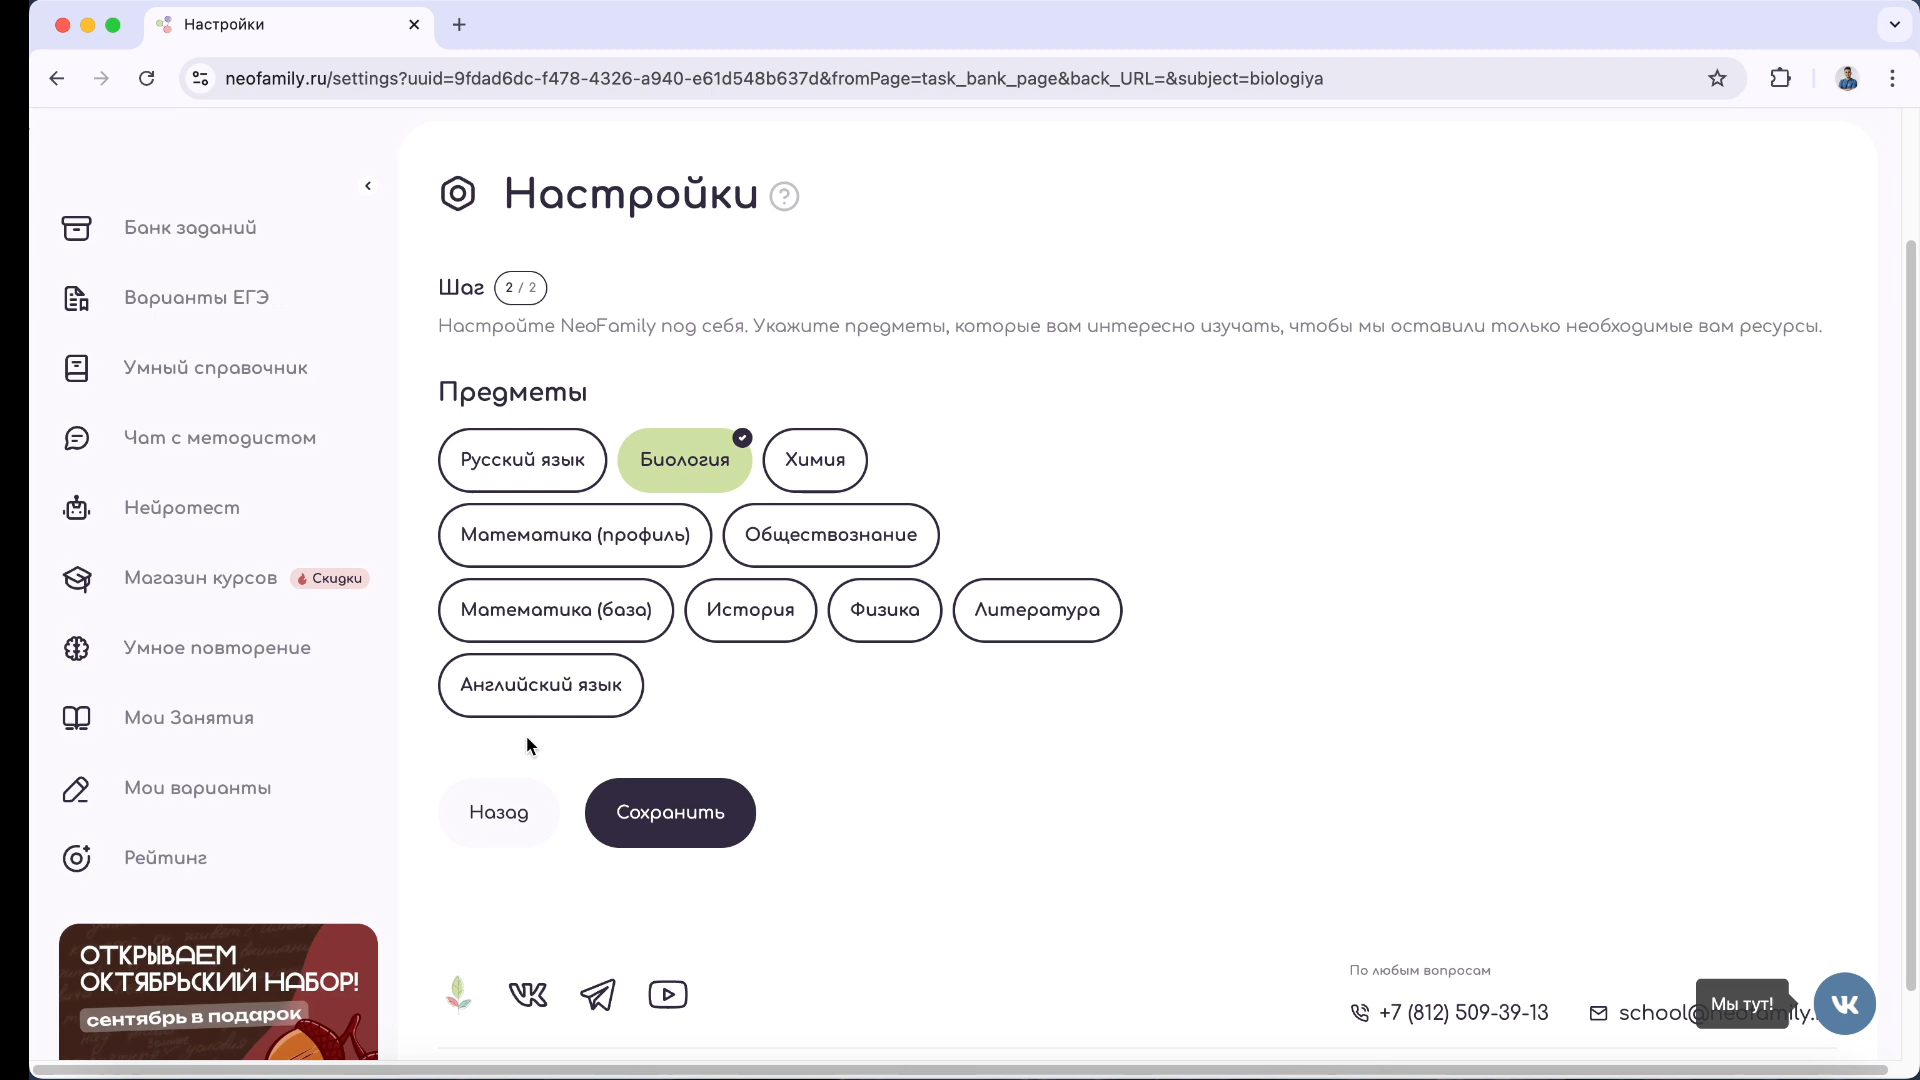 Настройки
neofamily.ru/settings?uuid=9fdad6dc-f478-4326-a940-e61d548b637d&fromPage=task_bank_page&back_URL=&subject=biologiya
Банк заданий
Варианты ЕГЭ
Умный справочник
Чат с методистом
Нейротест
Магазин курсов Скидки
Умное повторение
Мои Занятия
Мои варианты
Рейтинг
ОТКРЫВАЕМ
ОКТЯБРЬСКИЙ НАБОР!
сентябрь в подарок
Настройки ?
Шаг 2 / 2
Настройте NeoFamily под себя. Укажите предметы, которые вам интересно изучать, чтобы мы оставили только необходимые вам ресурсы.
Предметы
Русский язык Биология Химия
Математика (профиль) Обществознание
Математика (база) История Физика Литература
Английский язык
Назад Сохранить
По любым вопросам
+7 (812) 509-39-13 school@neofamily.
Мы тут!